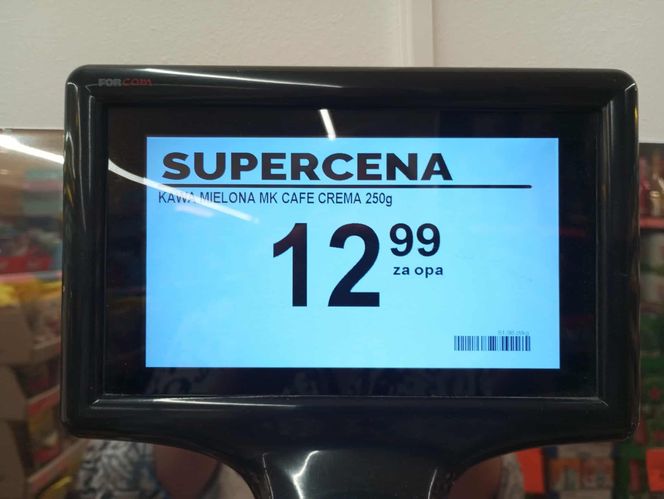 FORCOM
SUPERCENA
KAWA MIELONA MK CAFE CREMA 250g
12 99
za opa